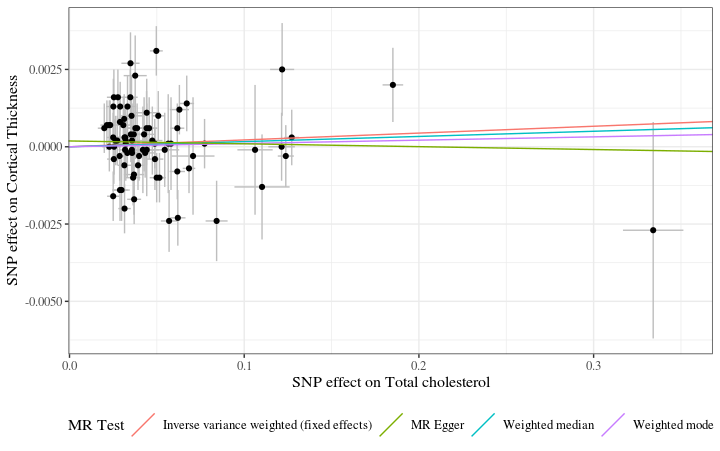 SNP effect on Cortical Thickness
0.0025
0.0000
-0.0025
-0.0050
0.0 0.1 0.2 0.3
SNP effect on Total cholesterol
MR Test Inverse variance weighted (fixed effects) MR Egger Weighted median Weighted mode